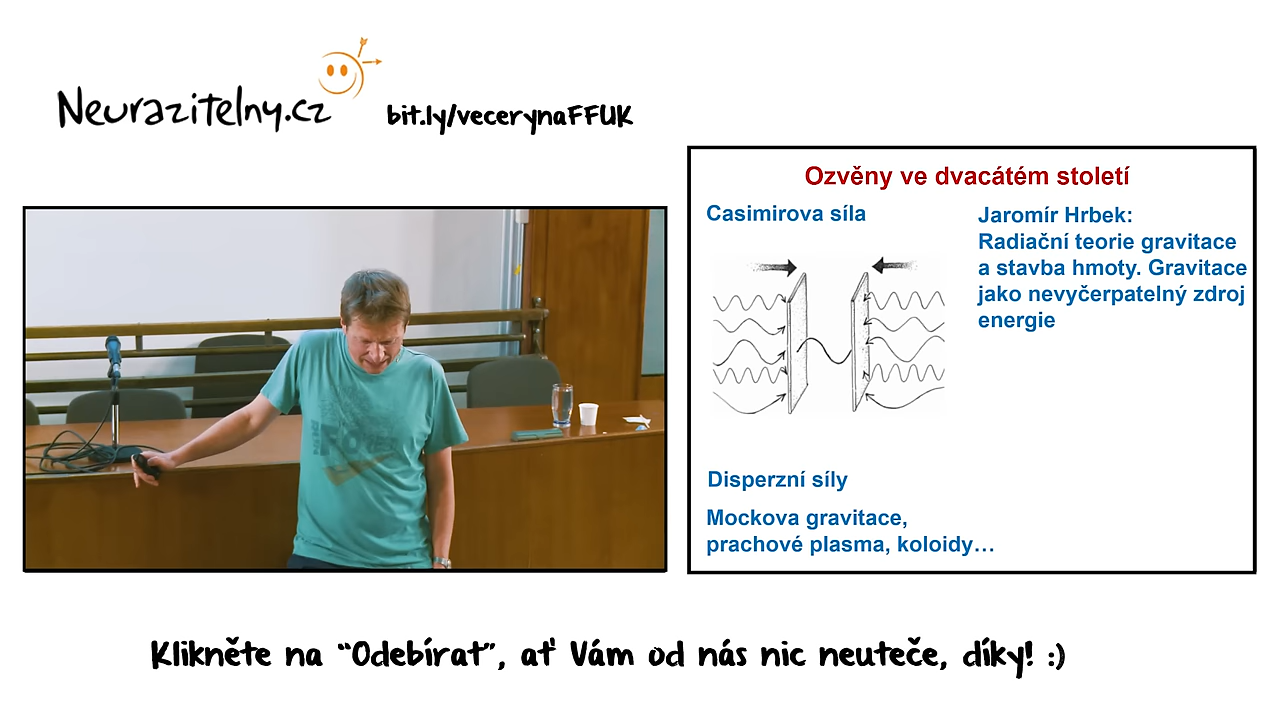 Neurazitelny.cz
bit.ly/vecerynaFFUK
Ozvěny ve dvacátém století
Casimirova síla
Jaromír Hrbek:
Radiační teorie gravitace
a stavba hmoty. Gravitace
jako nevyčerpatelný zdroj
energie
Disperzní síly
Mockova gravitace,
prachové plasma, koloidy…
Klikněte na “Odebírat”, ať Vám od nás nic neuteče, díky! :)